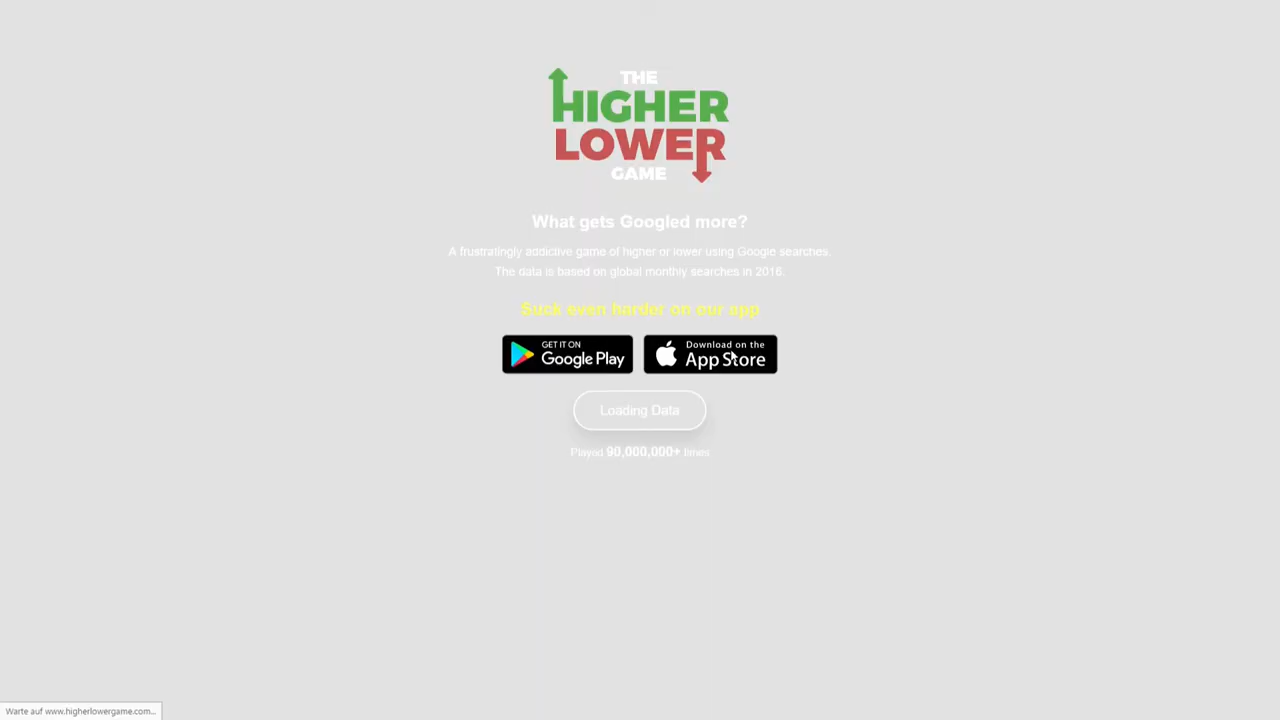 THE
HIGHER
LOWER
GAME
What gets Googled more?
A frustratingly addictive game of higher or lower using Google searches.
The data is based on global monthly searches in 2016.
Suck even harder on our app
GET IT ON
Google Play
Download on the
App Store
Loading Data
Played 90,000,000+ times
Warte auf www.higherlowergame.com...